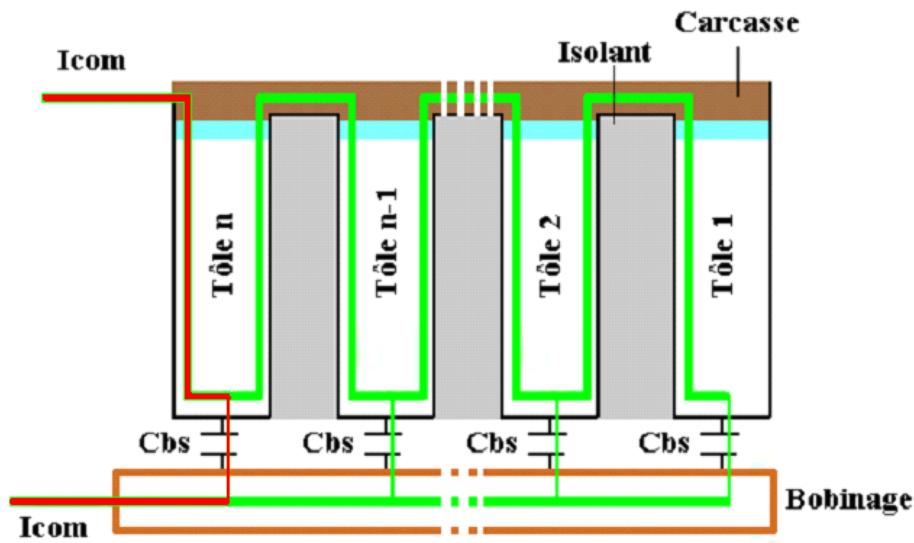 Carcasse
Isolant
Icom
Tôle n
Tôle n-1
Tôle 2
Tôle 1
Cbs
Cbs
Cbs
Cbs
Bobinage
Icom